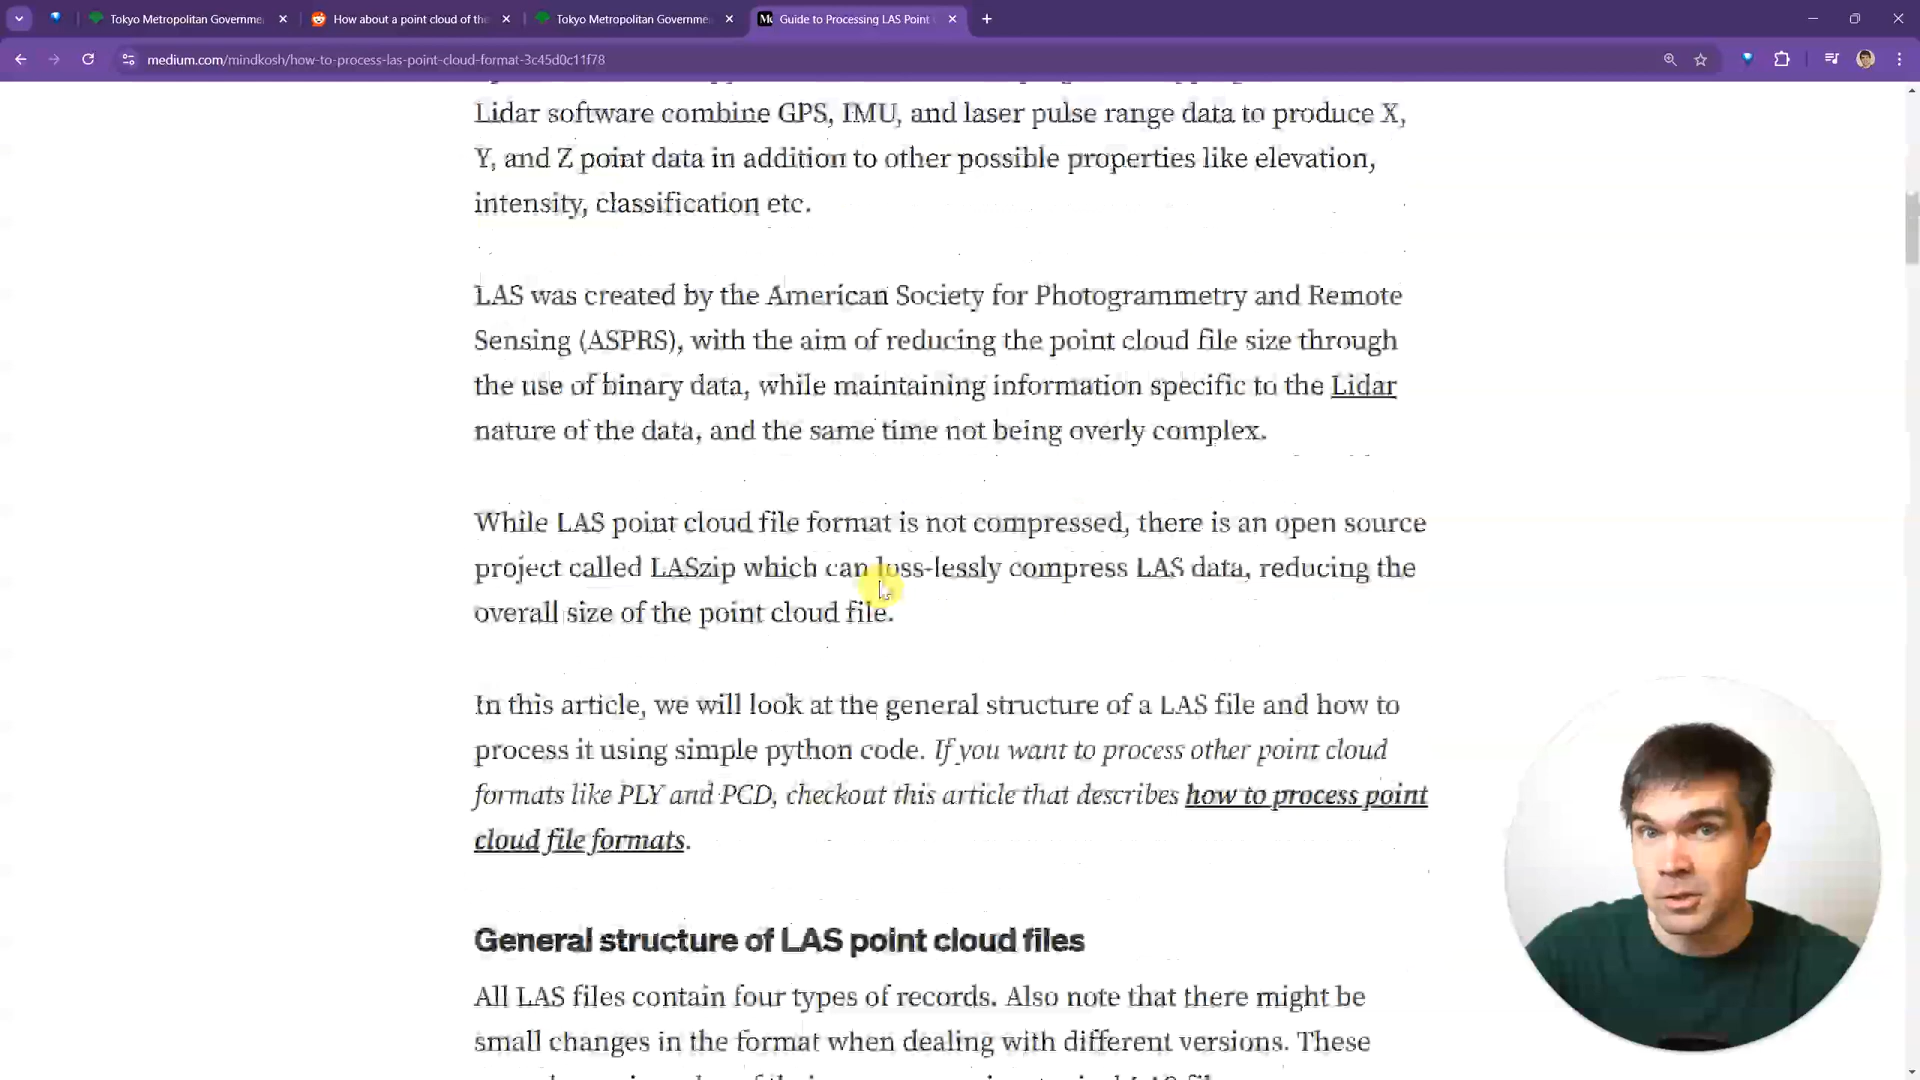 Tokyo Metropolitan Governme
How about a point cloud of the
Tokyo Metropolitan Governme
Guide to Processing LAS Point
medium.com/mindkosh/how-to-process-las-point-cloud-format-3c45d0c11f78
Lidar software combine GPS, IMU, and laser pulse range data to produce X,
Y, and Z point data in addition to other possible properties like elevation,
intensity, classification etc.
LAS was created by the American Society for Photogrammetry and Remote
Sensing (ASPRS), with the aim of reducing the point cloud file size through
the use of binary data, while maintaining information specific to the Lidar
nature of the data, and the same time not being overly complex.
While LAS point cloud file format is not compressed, there is an open source
project called LASzip which can loss-lessly compress LAS data, reducing the
overall size of the point cloud file.
In this article, we will look at the general structure of a LAS file and how to
process it using simple python code. If you want to process other point cloud
formats like PLY and PCD, checkout this article that describes how to process point
cloud file formats.
General structure of LAS point cloud files
All LAS files contain four types of records. Also note that there might be
small changes in the format when dealing with different versions. These